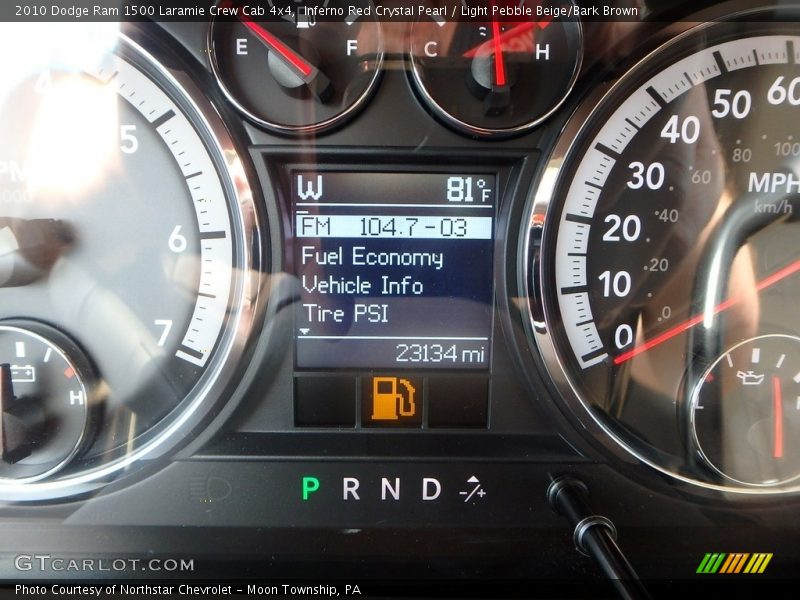 2010 Dodge Ram 1500 Laramie Crew Cab 4x4, Inferno Red Crystal Pearl / Light Pebble Beige/Bark Brown
E F
C H
5
6
7
H
W 81°F
FM 104.7-03
Fuel Economy
Vehicle Info
Tire PSI
23134 mi
60
50
40
30
20
10
0
100
80
60
40
20
0
MPH
km/h
L
P R N D -/+
GTCARLOT.COM
Photo Courtesy of Northstar Chevrolet - Moon Township, PA